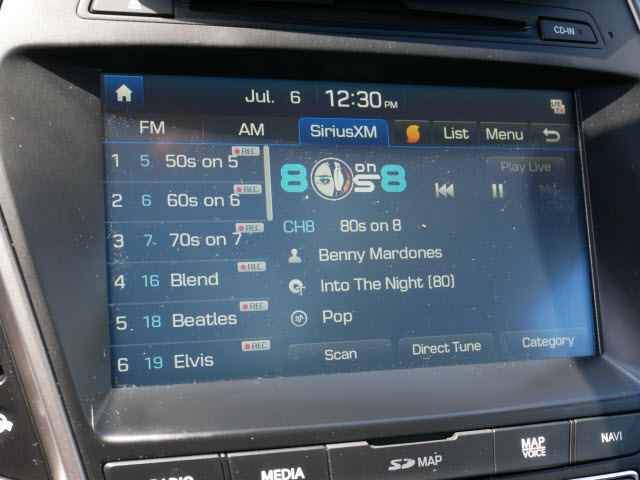 CD-IN
Jul. 6 12:30 PM
FM AM SiriusXM List Menu
1 5 50s on 5 REC
2 6 60s on 6 REC
3 7 70s on 7 REC
4 16 Blend REC
5 18 Beatles REC
6 19 Elvis REC
8 on s 8
Play Live
CH8 80s on 8
Benny Mardones
Into The Night (80)
Pop
Scan Direct Tune Category
RADIO MEDIA SD MAP MAP VOICE NAVI